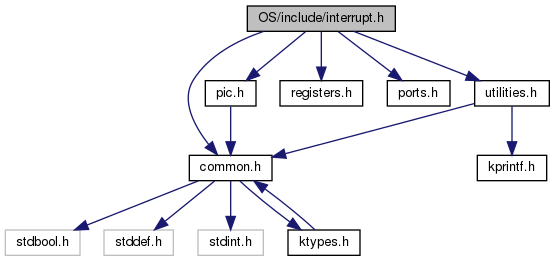 OS/include/interrupt.h
pic.h
registers.h
ports.h
utilities.h
common.h
kprintf.h
stdbool.h
stddef.h
stdint.h
ktypes.h